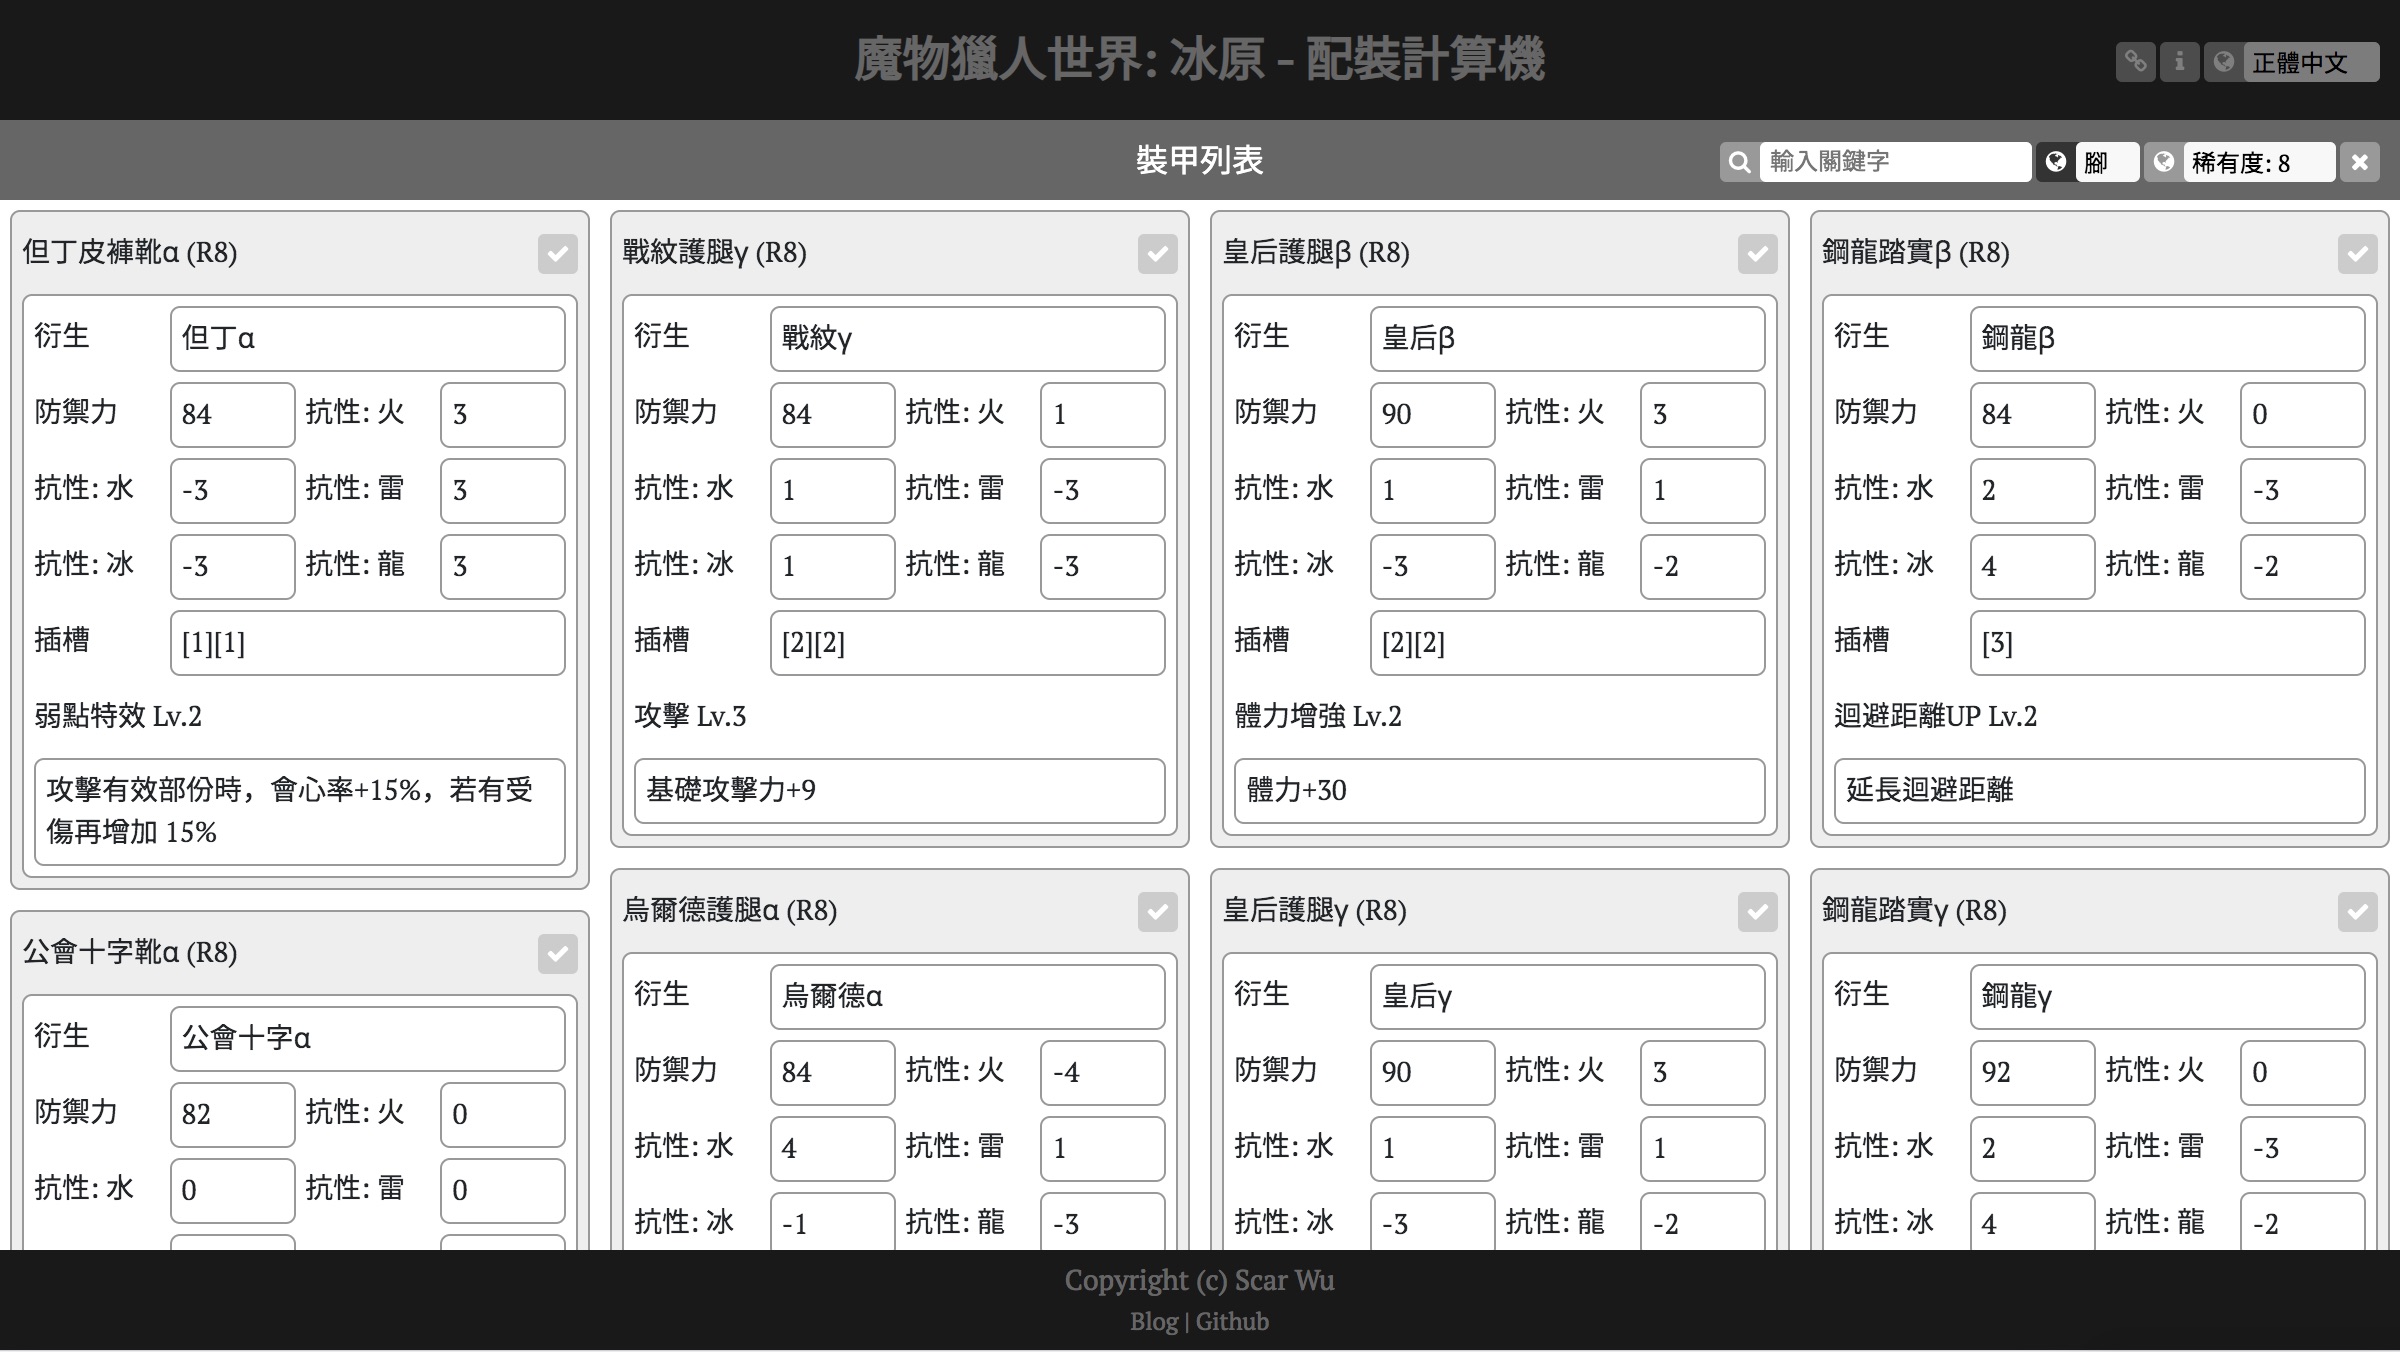 魔物獵人世界: 冰原 - 配裝計算機
正體中文
裝甲列表
輸入關鍵字
腳
稀有度: 8
但丁皮褲靴α (R8)
衍生 但丁α
防禦力 84 抗性: 火 3
抗性: 水 -3 抗性: 雷 3
抗性: 冰 -3 抗性: 龍 3
插槽 [1][1]
弱點特效 Lv.2
攻擊有效部份時，會心率+15%，若有受
傷再增加 15%
公會十字靴α (R8)
衍生 公會十字α
防禦力 82 抗性: 火 0
抗性: 水 0 抗性: 雷 0
戰紋護腿γ (R8)
衍生 戰紋γ
防禦力 84 抗性: 火 1
抗性: 水 1 抗性: 雷 -3
抗性: 冰 1 抗性: 龍 -3
插槽 [2][2]
攻擊 Lv.3
基礎攻擊力+9
烏爾德護腿α (R8)
衍生 烏爾德α
防禦力 84 抗性: 火 -4
抗性: 水 4 抗性: 雷 1
抗性: 冰 -1 抗性: 龍 -3
皇后護腿β (R8)
衍生 皇后β
防禦力 90 抗性: 火 3
抗性: 水 1 抗性: 雷 1
抗性: 冰 -3 抗性: 龍 -2
插槽 [2][2]
體力增強 Lv.2
體力+30
皇后護腿γ (R8)
衍生 皇后γ
防禦力 90 抗性: 火 3
抗性: 水 1 抗性: 雷 1
抗性: 冰 -3 抗性: 龍 -2
鋼龍踏實β (R8)
衍生 鋼龍β
防禦力 84 抗性: 火 0
抗性: 水 2 抗性: 雷 -3
抗性: 冰 4 抗性: 龍 -2
插槽 [3]
迴避距離UP Lv.2
延長迴避距離
鋼龍踏實γ (R8)
衍生 鋼龍γ
防禦力 92 抗性: 火 0
抗性: 水 2 抗性: 雷 -3
抗性: 冰 4 抗性: 龍 -2
Copyright (c) Scar Wu
Blog | Github